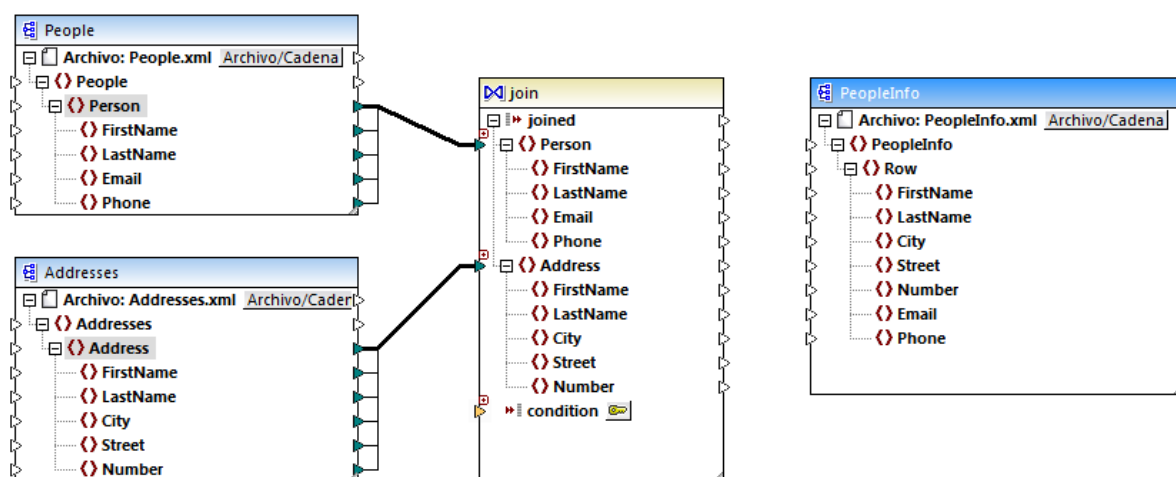 People
Archivo: People.xml Archivo/Cadena
People
Person
FirstName
LastName
Email
Phone
Addresses
Archivo: Addresses.xml Archivo/Cader
Addresses
Address
FirstName
LastName
City
Street
Number
join
joined
Person
FirstName
LastName
Email
Phone
Address
FirstName
LastName
City
Street
Number
condition
PeopleInfo
Archivo: PeopleInfo.xml Archivo/Cadena
PeopleInfo
Row
FirstName
LastName
City
Street
Number
Email
Phone